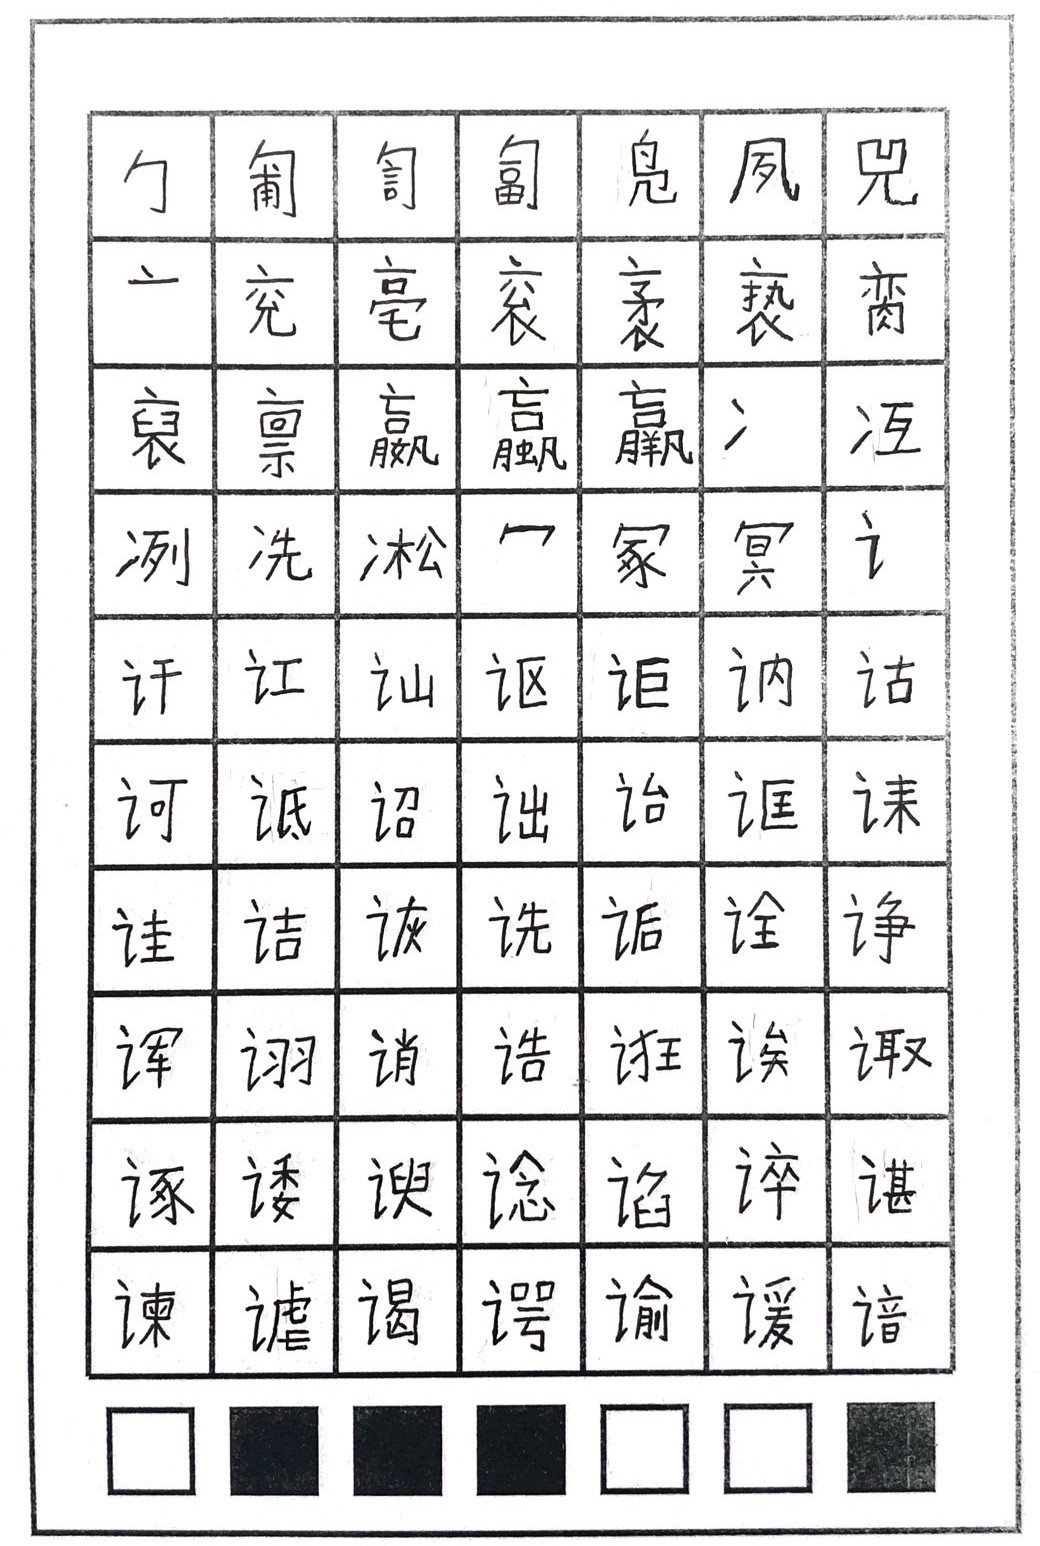 勹 匍 訇 匐 凫 夙 兕
亠 兖 亳 衮 袤 亵 脔
裒 禀 嬴 蠃 羸 冫 冱
冽 冼 凇 冖 冢 冥 讠
讦 讧 讪 讴 讵 讷 诂
诃 诋 诏 诎 诒 诓 诔
诖 诘 诙 诜 诟 诠 诤
诨 诩 诮 诰 诳 诶 诹
诼 诿 谀 谂 谄 谇 谌
谏 谑 谒 谔 谕 谖 谙